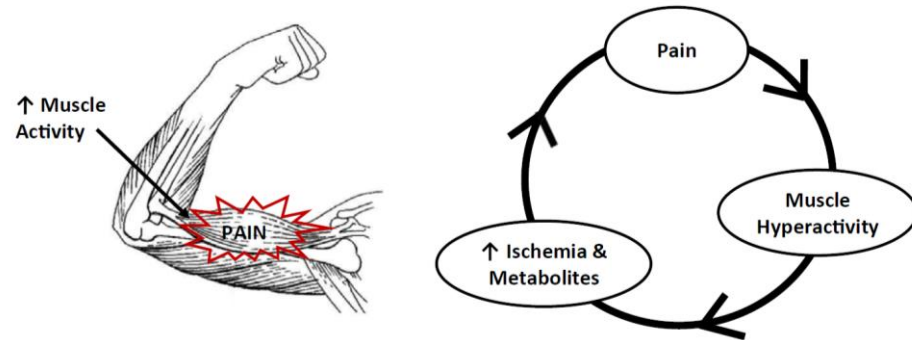 ↑ Muscle
Activity
PAIN
Pain
Muscle
Hyperactivity
↑ Ischemia &
Metabolites